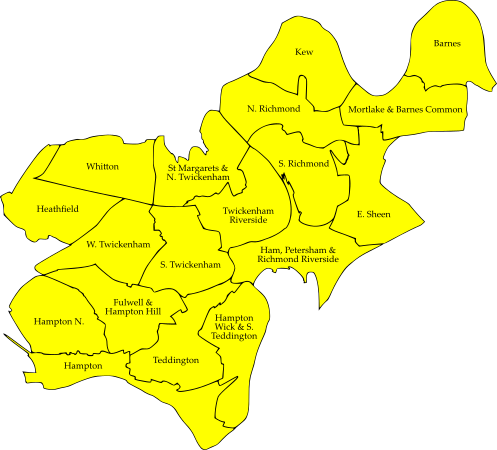 Barnes
Kew
N. Richmond
Mortlake & Barnes Common
Whitton
St Margarets &
N. Twickenham
S. Richmond
Heathfield
Twickenham
Riverside
E. Sheen
W. Twickenham
Ham, Petersham &
Richmond Riverside
S. Twickenham
Fulwell &
Hampton Hill
Hampton N.
Hampton
Wick & S.
Teddington
Teddington
Hampton